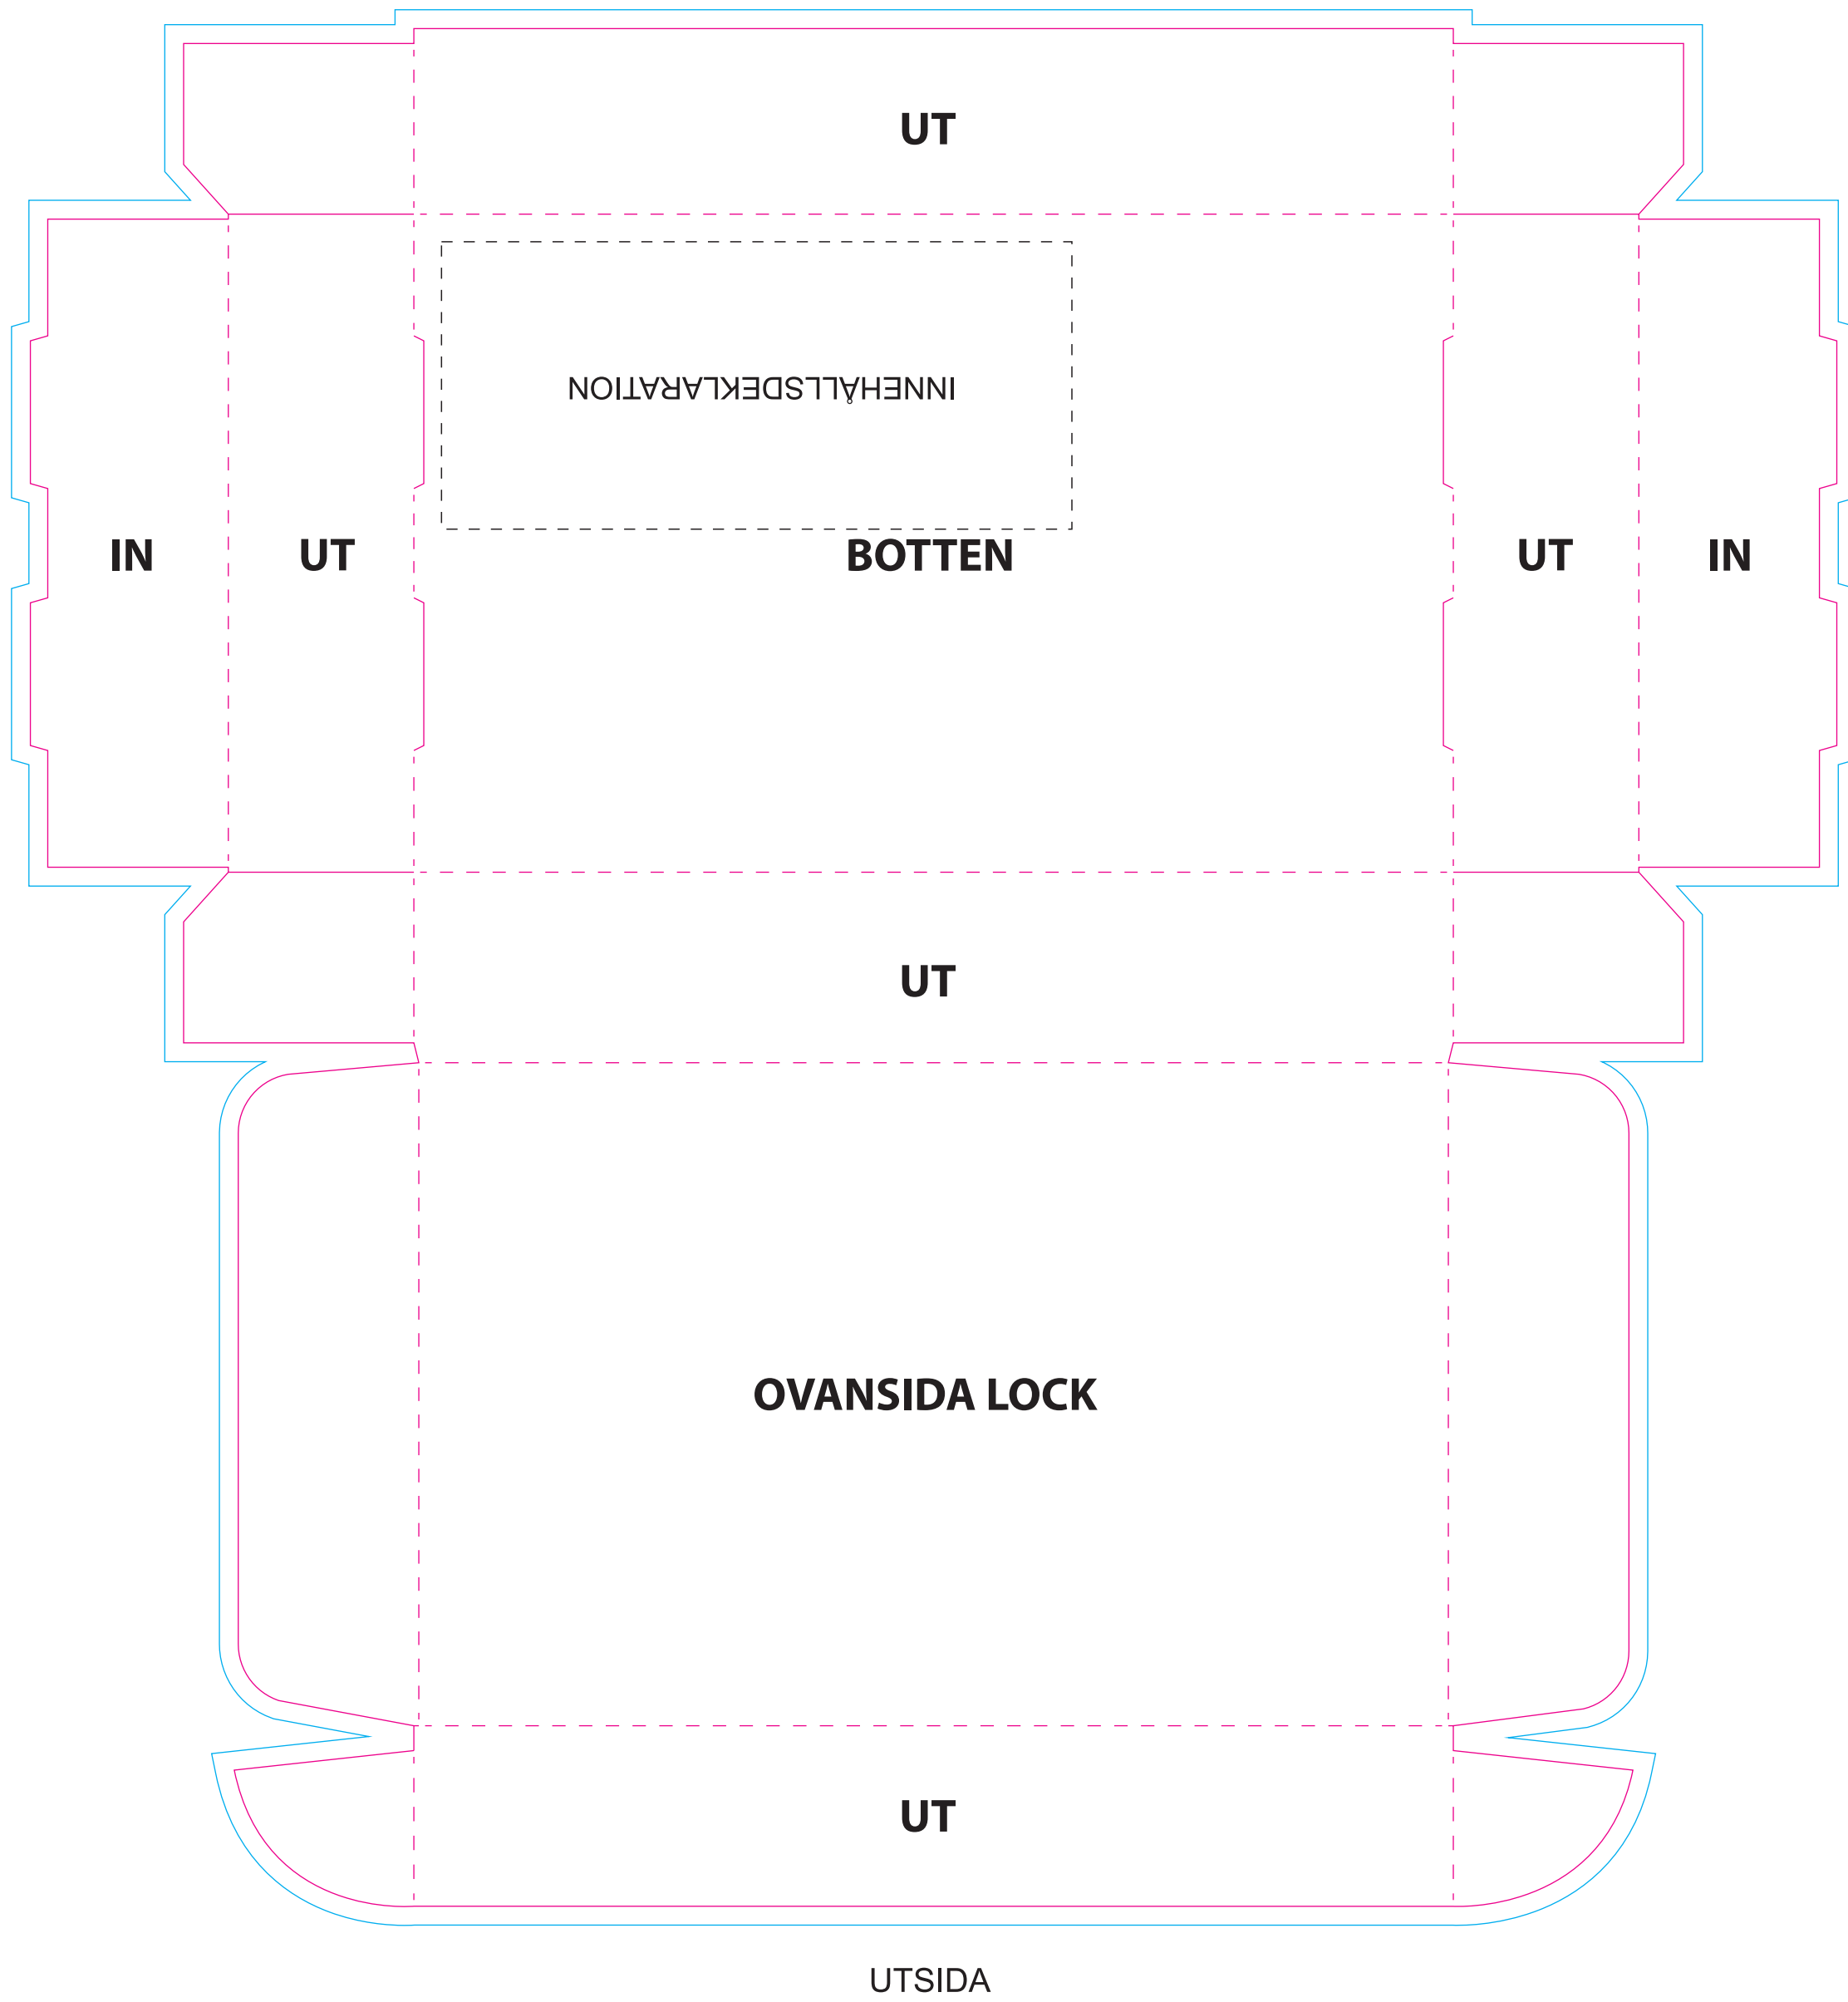 UT
INNEHÅLLSDEKLARATION
IN
UT
BOTTEN
UT
IN
UT
OVANSIDA LOCK
UT
UTSIDA